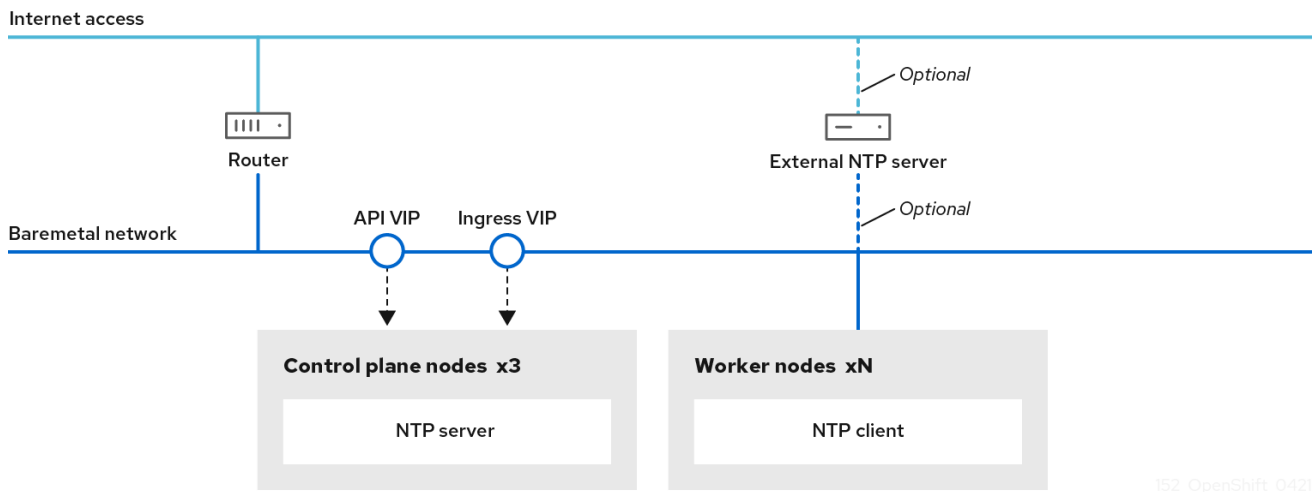 Internet access
Optional
Router
External NTP server
Optional
API VIP
Ingress VIP
Baremetal network
Control plane nodes x3
Worker nodes xN
NTP server
NTP client
152_OpenShift_042